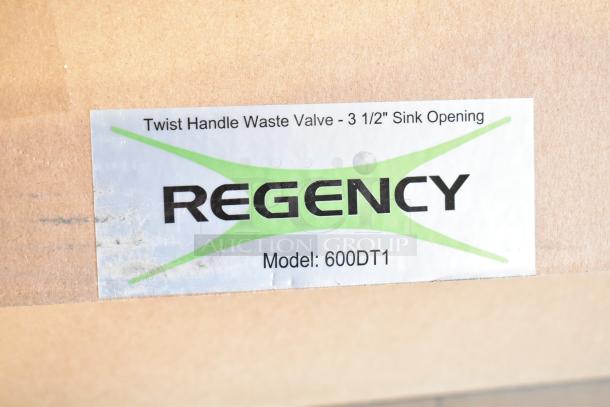 Twist Handle Waste Valve - 3 1/2" Sink Opening
REGENCY
AUCTION GROUP
Model: 600DT1